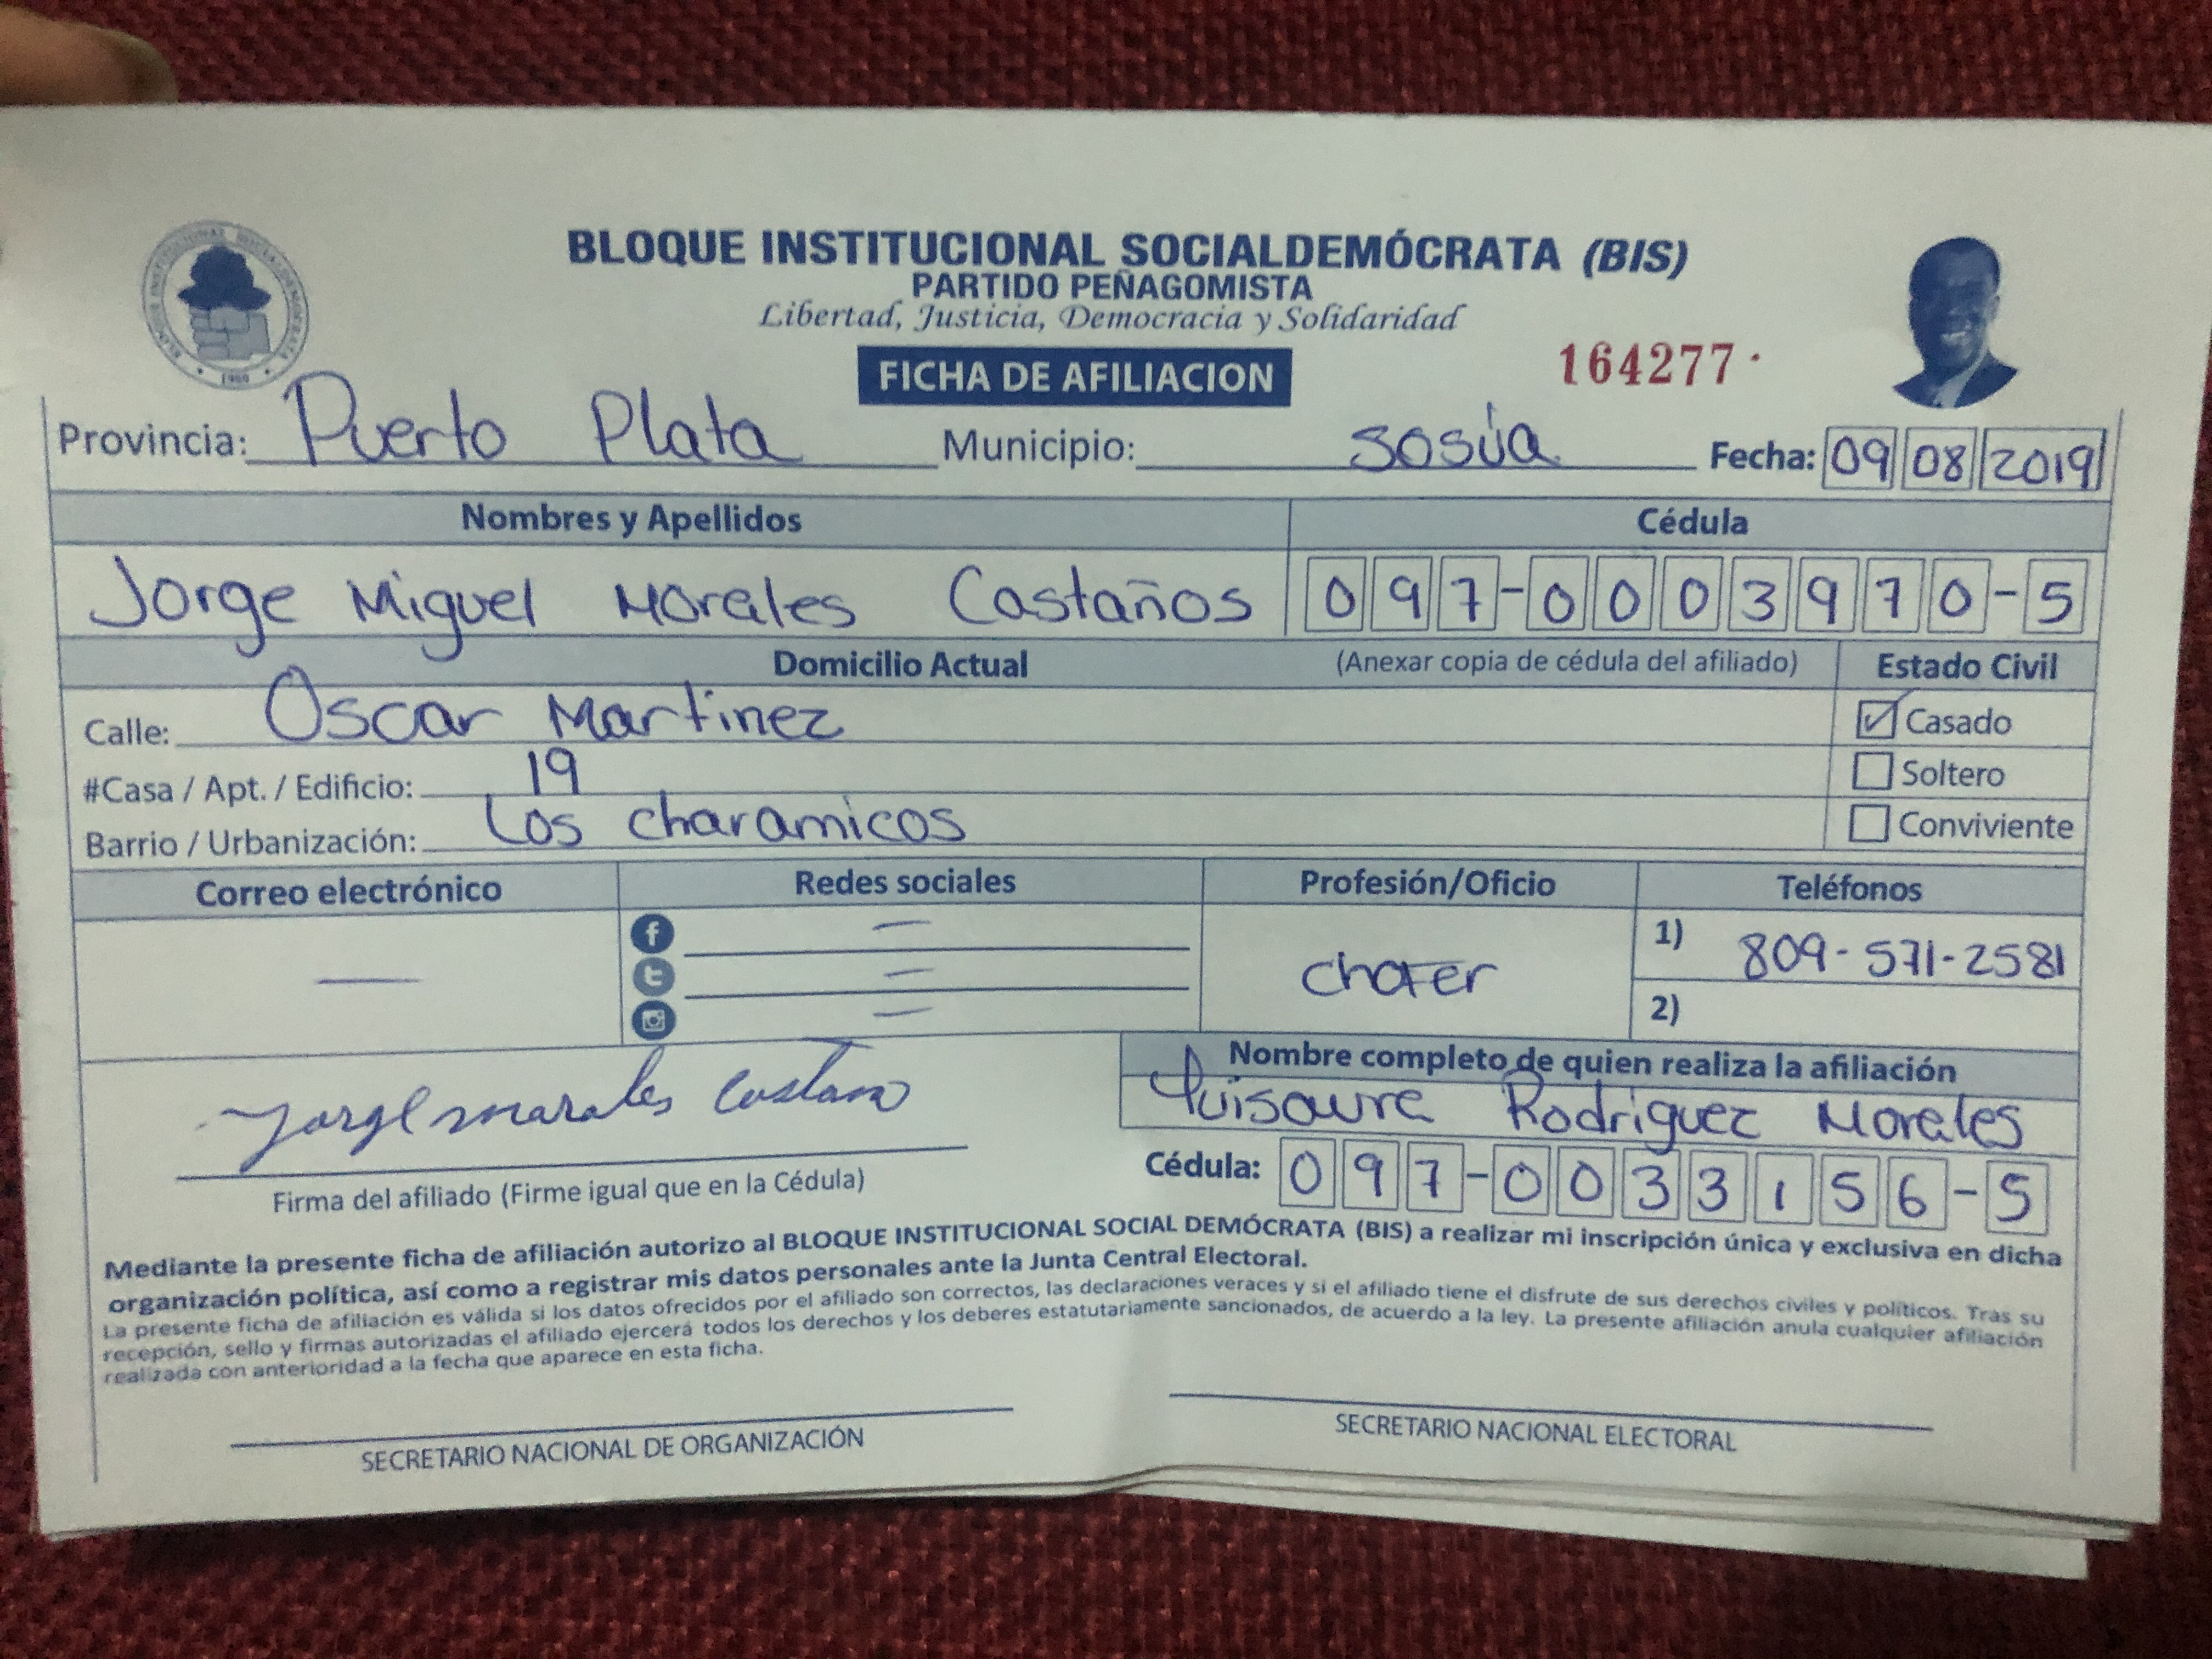 BLOQUE INSTITUCIONAL SOCIALDEMÓCRATA (BIS)
PARTIDO PEÑAGOMISTA
Libertad, Justicia, Democracia y Solidaridad
FICHA DE AFILIACION
164277
Provincia: Puerto Plata Municipio: Sosúa Fecha: 09 08 2019
Nombres y Apellidos Cédula
Jorge Miguel Morales Castaños 097-0003970-5
Domicilio Actual (Anexar copia de cédula del afiliado) Estado Civil
Calle: Oscar Martinez Casado
#Casa / Apt. / Edificio: 19 Soltero
Barrio / Urbanización: Los charamicos Conviviente
Correo electrónico Redes sociales Profesión/Oficio Teléfonos
— — chofer 1) 809-571-2581
—
— 2)
Nombre completo de quien realiza la afiliación
Jorge morales Castano Luisaura Rodriguez Morales
Firma del afiliado (Firme igual que en la Cédula) Cédula: 097-0033156-5
Mediante la presente ficha de afiliación autorizo al BLOQUE INSTITUCIONAL SOCIAL DEMÓCRATA (BIS) a realizar mi inscripción única y exclusiva en dicha
organización política, así como a registrar mis datos personales ante la Junta Central Electoral.
La presente ficha de afiliación es válida si los datos ofrecidos por el afiliado son correctos, las declaraciones veraces y si el afiliado tiene el disfrute de sus derechos civiles y políticos. Tras su
recepción, sello y firmas autorizadas el afiliado ejercerá todos los derechos y los deberes estatutariamente sancionados, de acuerdo a la ley. La presente afiliación anula cualquier afiliación
realizada con anterioridad a la fecha que aparece en esta ficha.
SECRETARIO NACIONAL DE ORGANIZACIÓN SECRETARIO NACIONAL ELECTORAL